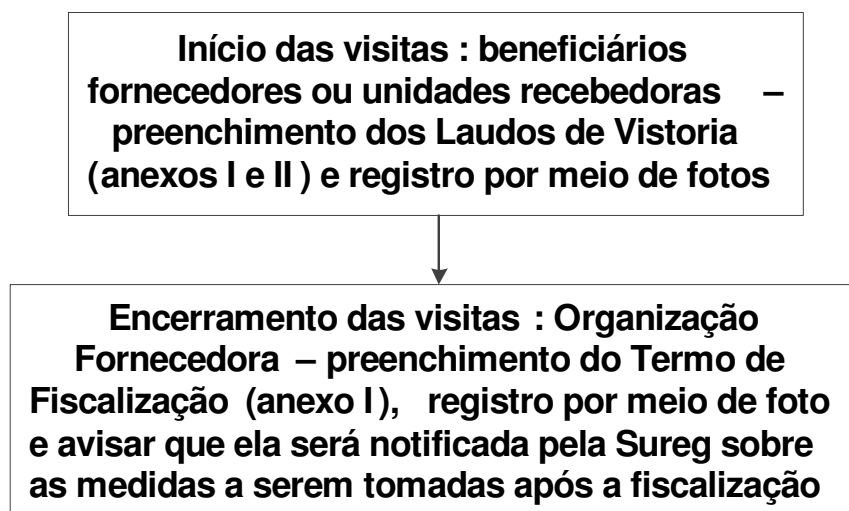 Início das visitas : beneficiários
fornecedores ou unidades recebedoras –
preenchimento dos Laudos de Vistoria
(anexos I e II ) e registro por meio de fotos
Encerramento das visitas : Organização
Fornecedora – preenchimento do Termo de
Fiscalização (anexo I ), registro por meio de foto
e avisar que ela será notificada pela Sureg sobre
as medidas a serem tomadas após a fiscalização